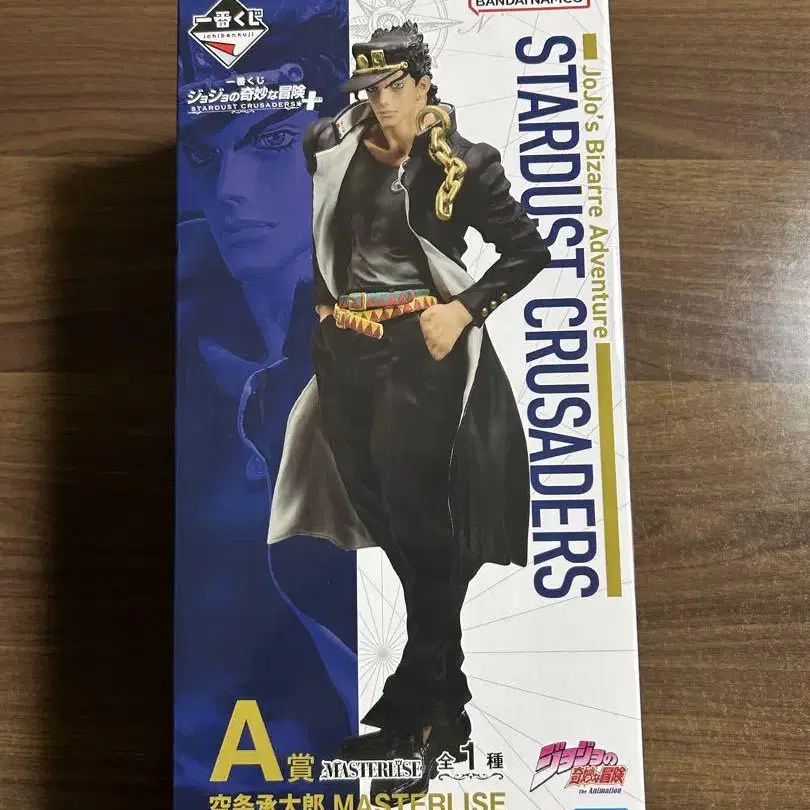 一番くじ
ichibankuji
一番くじ
ジョジョの奇妙な冒険
STARDUST CRUSADERS
BANDAI NAMCO
JoJo's Bizarre Adventure
STARDUST CRUSADERS
A賞
MASTERLISE
全1種
空条承太郎 MASTERLISE
ジョジョの
奇妙な冒険
the Animation